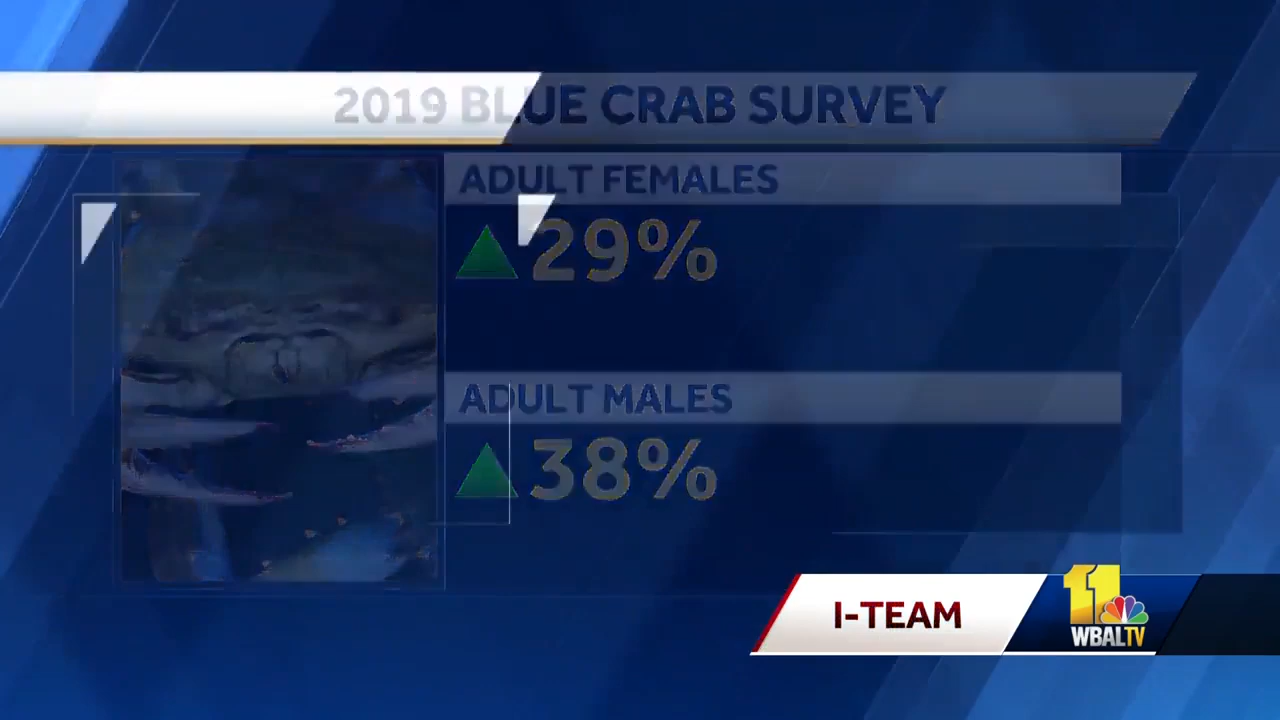 2019 BLUE CRAB SURVEY
ADULT FEMALES
29%
ADULT MALES
38%
I-TEAM
11
WBALTV